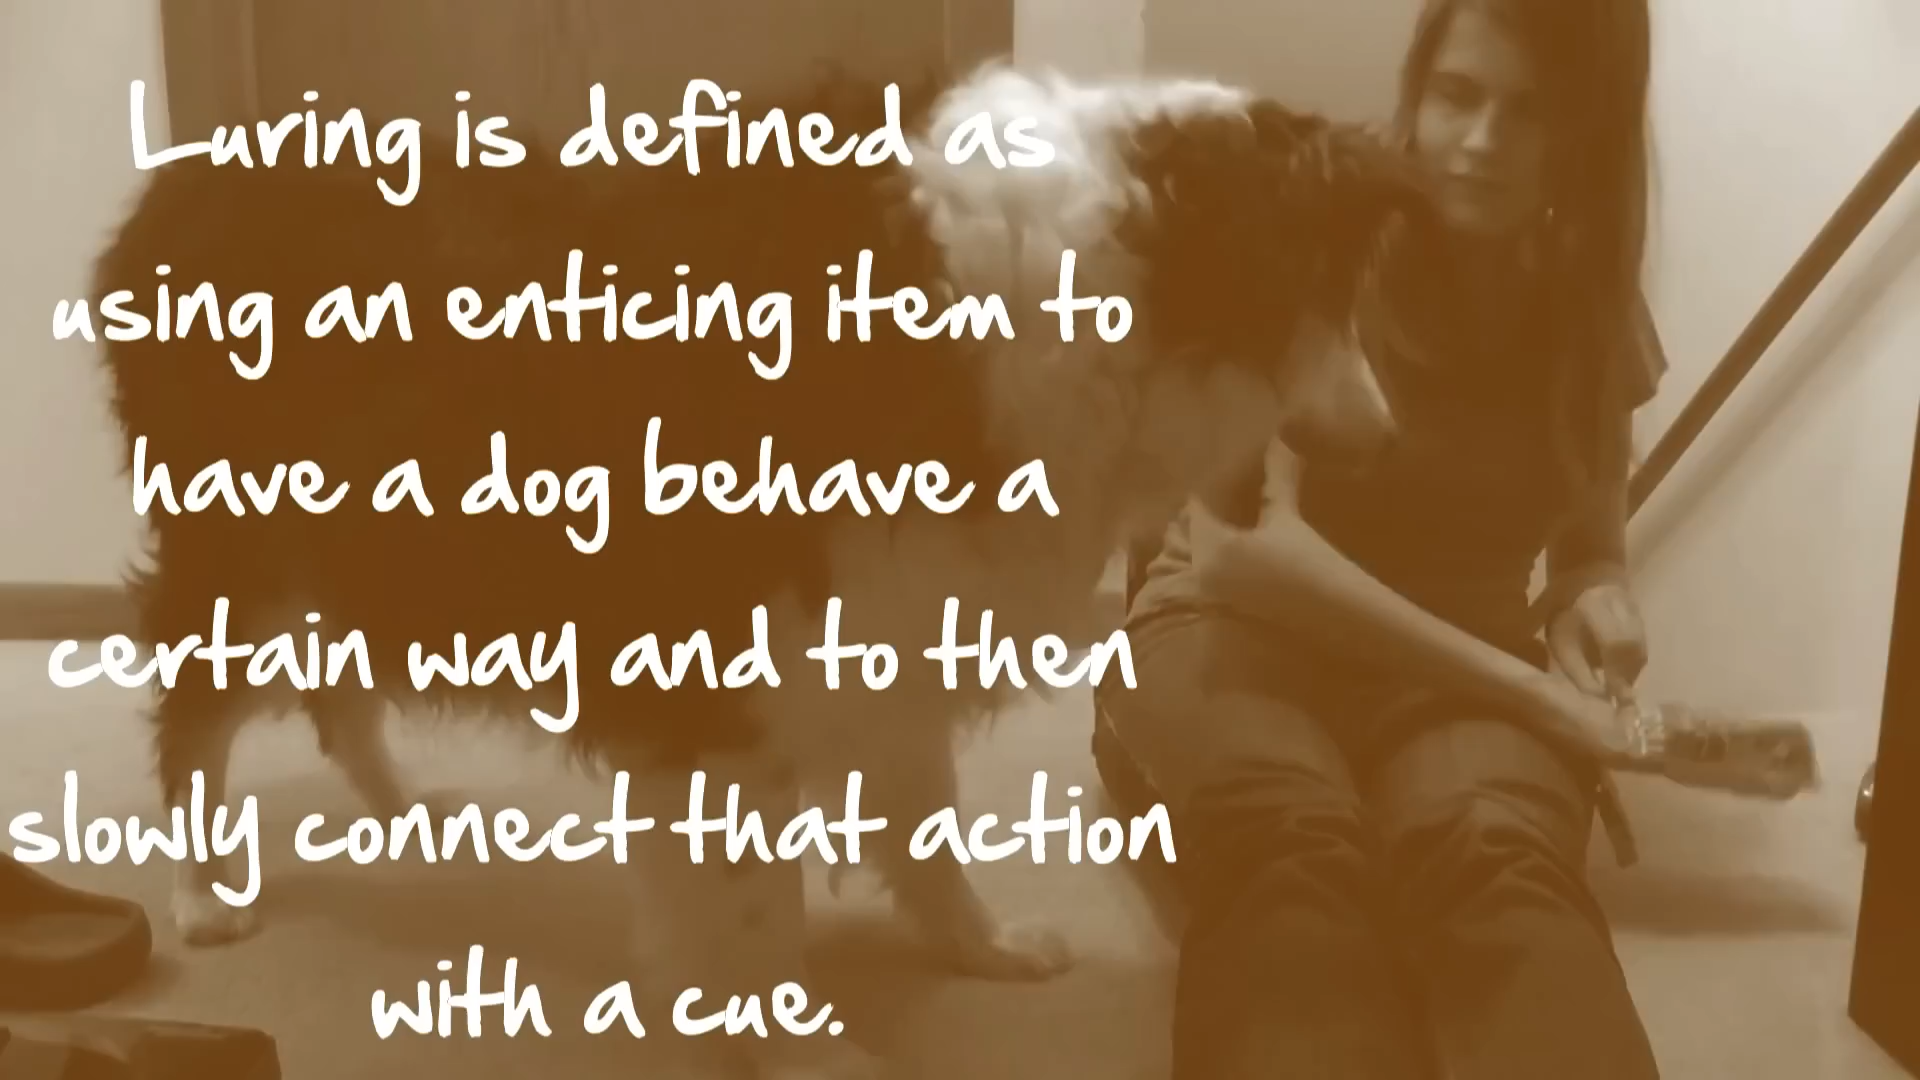 Luring is defined as
using an enticing item to
have a dog behave a
certain way and to then
slowly connect that action
with a cue.